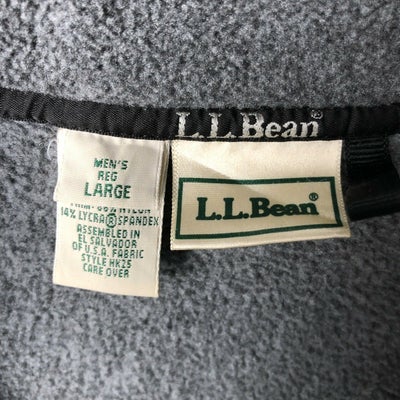 L.L.Bean®
MEN'S
REG
LARGE
14% LYCRA® SPANDEX
ASSEMBLED IN
EL SALVADOR
OF U.S.A. FABRIC
STYLE HK25
CARE OVER
L.L.Bean®